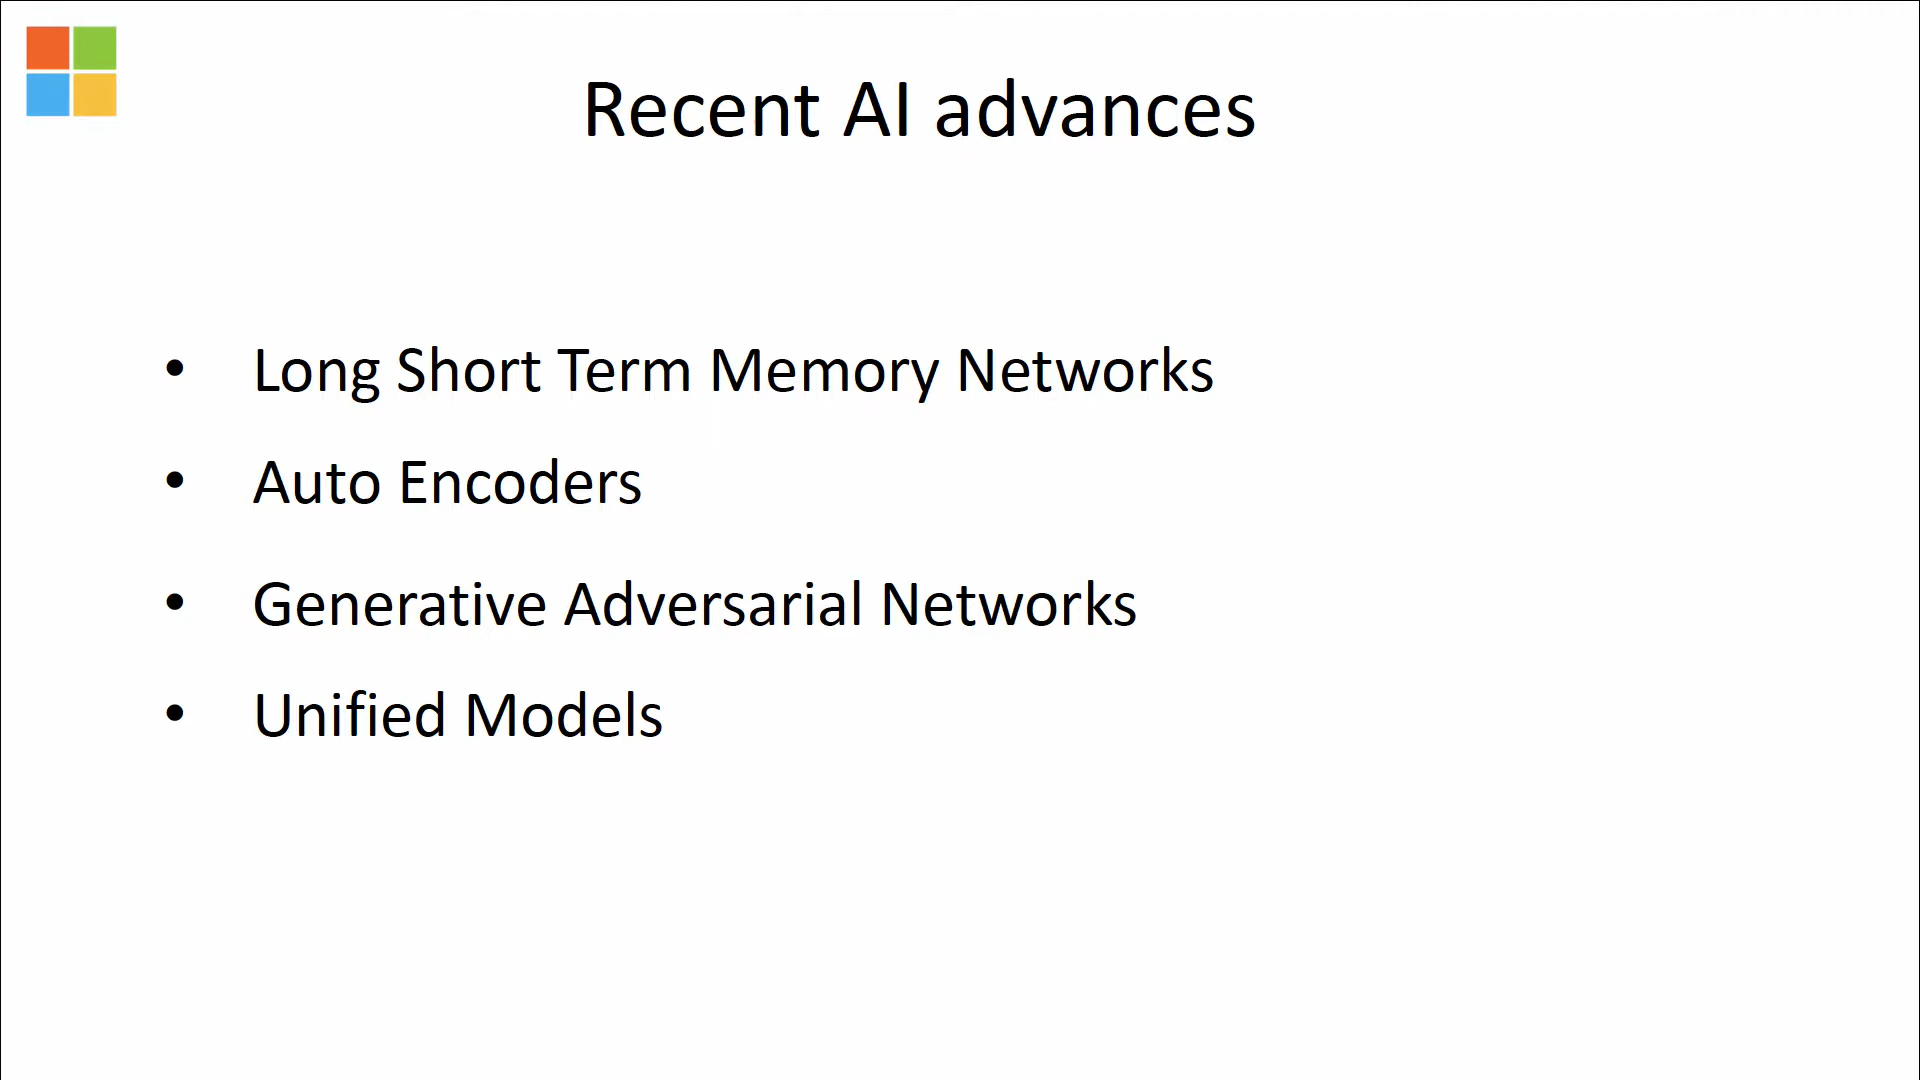 Recent AI advances
• Long Short Term Memory Networks
• Auto Encoders
• Generative Adversarial Networks
• Unified Models